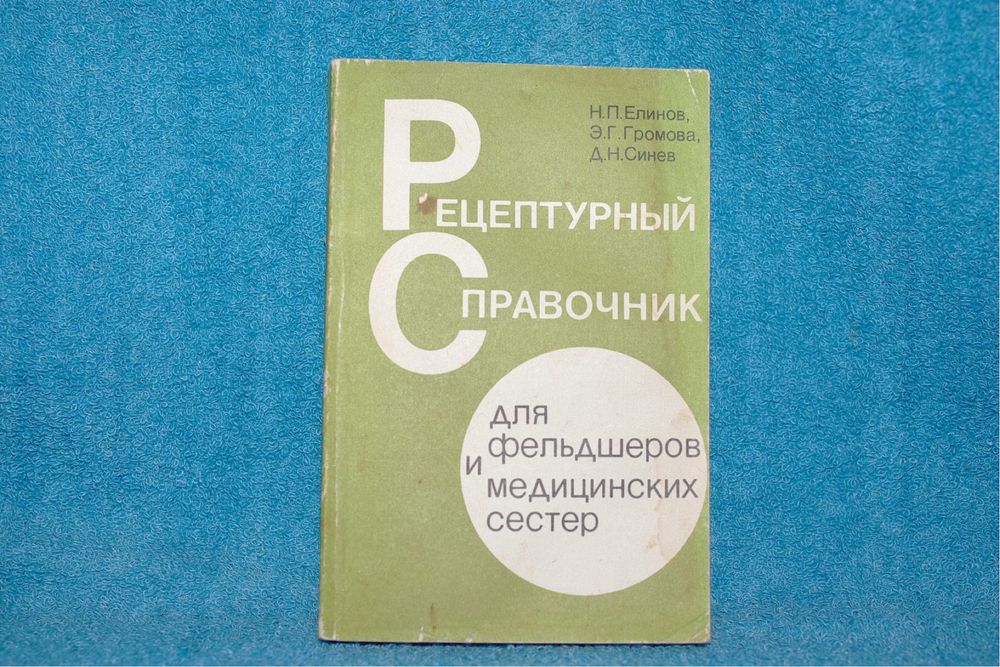 Н.П.Елинов,
Э.Г.Громова,
Д.Н.Синев
РЕЦЕПТУРНЫЙ
СПРАВОЧНИК
для
фельдшеров
и
медицинских
сестер